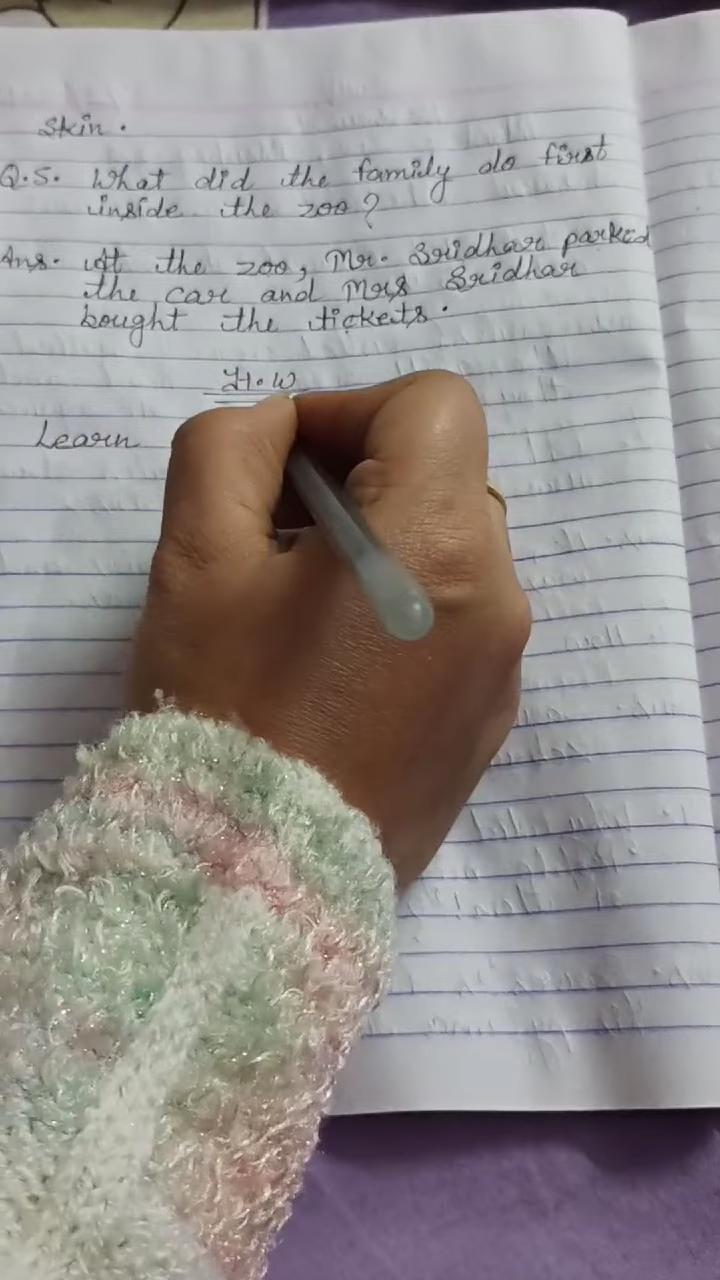 Skin.
Q.5. What did the family do first
inside the zoo?
Ans. At the zoo, Mr. Sridhar parked
the car and Mrs Sridhar
bought the tickets.
H.W
Learn